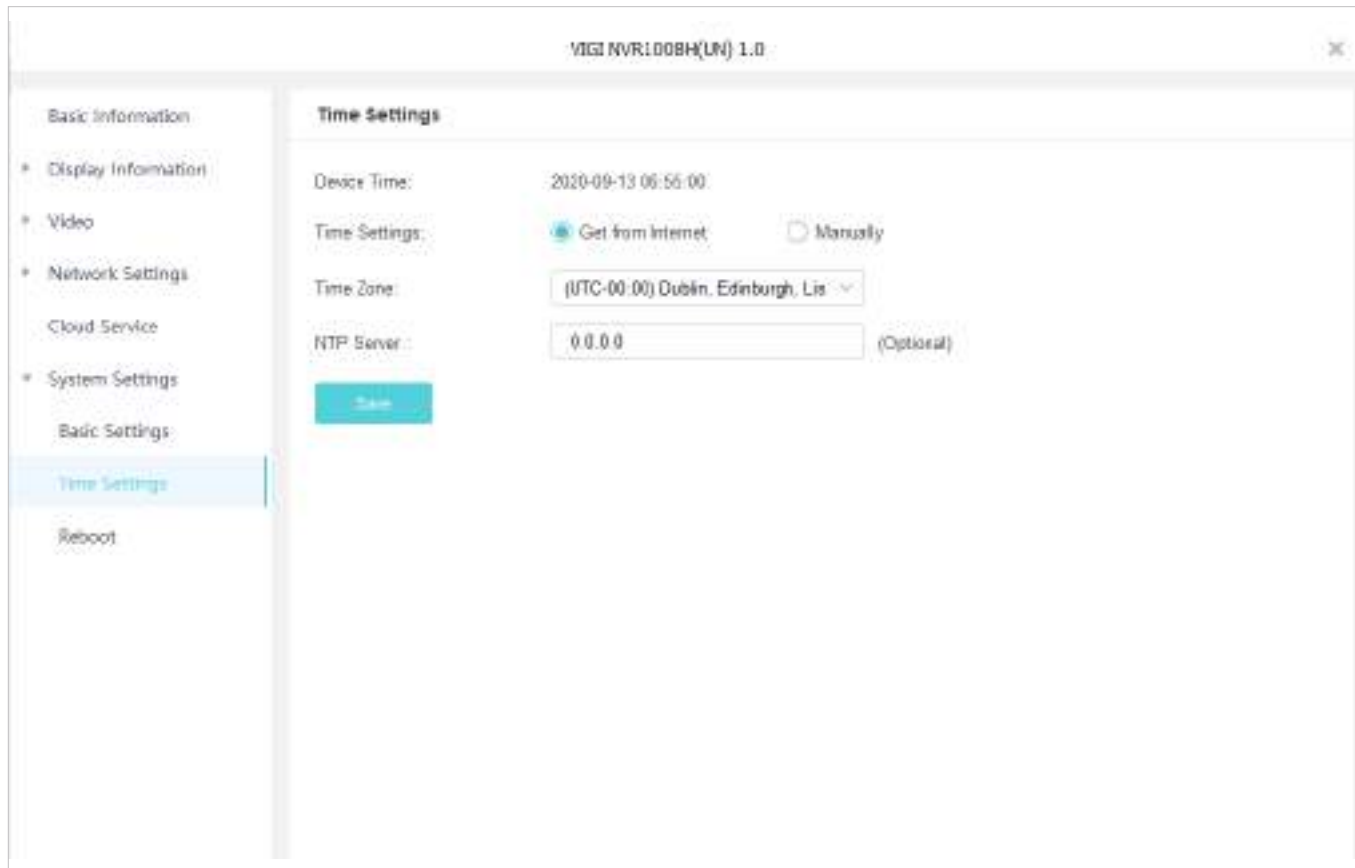 VIGI NVR1008H(UN) 1.0
Basic Information
Display Information
Video
Network Settings
Cloud Service
System Settings
Basic Settings
Time Settings
Reboot
Time Settings
Device Time: 2020-09-13 06:55:00
Time Settings: Get from Internet Manually
Time Zone: (UTC-00:00) Dublin, Edinburgh, Lis
NTP Server : 0.0.0.0 (Optional)
Save